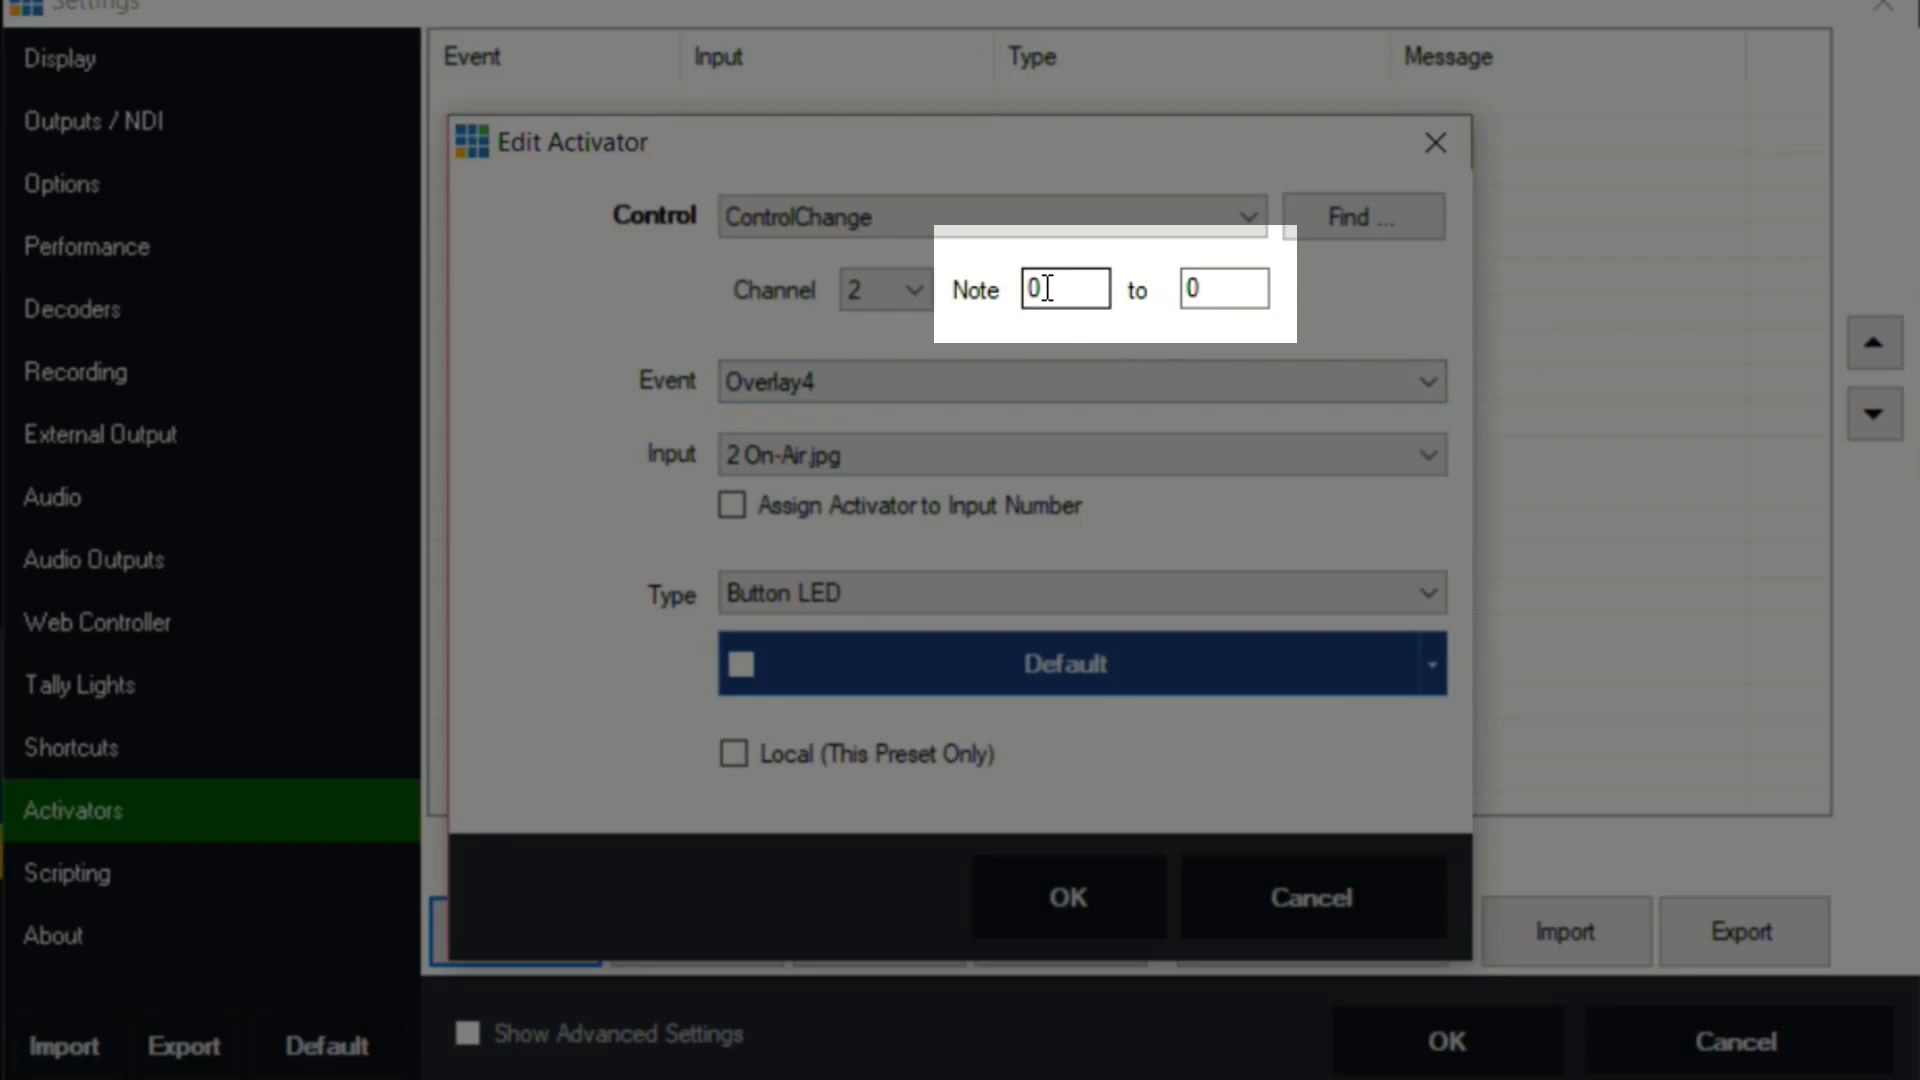 Settings
Display
Outputs / NDI
Options
Performance
Decoders
Recording
External Output
Audio
Audio Outputs
Web Controller
Tally Lights
Shortcuts
Activators
Scripting
About
Import Export Default
Event Input Type Message
Edit Activator
Control ControlChange Find ...
Channel 2 Note 0 to 0
Event Overlay4
Input 2 On-Air.jpg
Assign Activator to Input Number
Type Button LED
Default
Local (This Preset Only)
OK Cancel
Import Export
Show Advanced Settings
OK Cancel